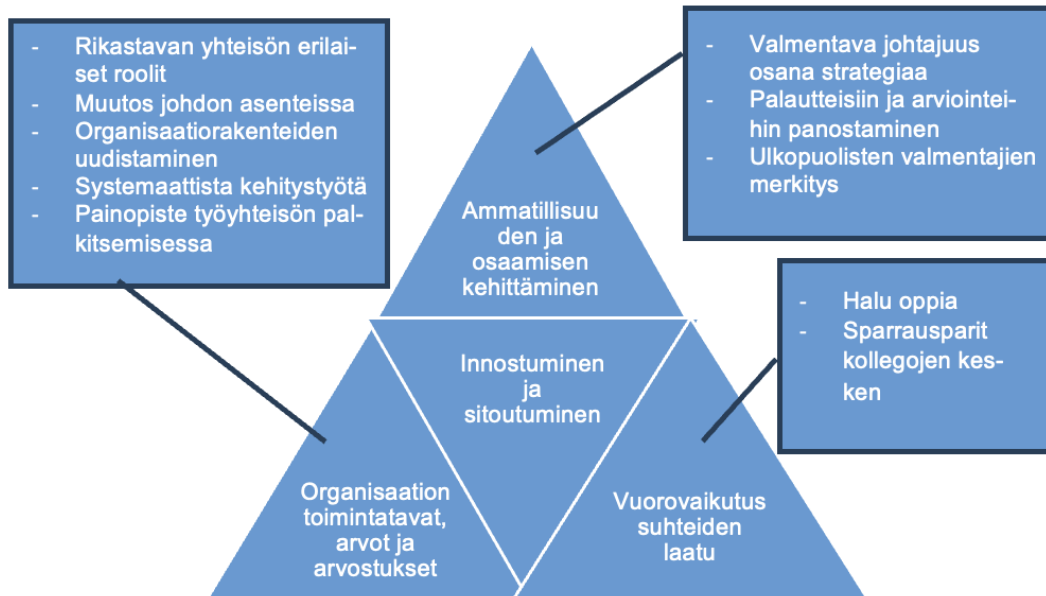 - Rikastavan yhteisön erilai-
set roolit
- Muutos johdon asenteissa
- Organisaatiorakenteiden
uudistaminen
- Systemaattista kehitystyötä
- Painopiste työyhteisön pal-
kitsemisessa
- Valmentava johtajuus
osana strategiaa
- Palautteisiin ja arviointei-
hin panostaminen
- Ulkopuolisten valmentajien
merkitys
Ammatillisuu
den ja
osaamisen
kehittäminen
- Halu oppia
- Sparrausparit
kollegojen kes-
ken
Innostuminen
ja
sitoutuminen
Organisaation
toimintatavat,
arvot ja
arvostukset
Vuorovaikutus
suhteiden
laatu